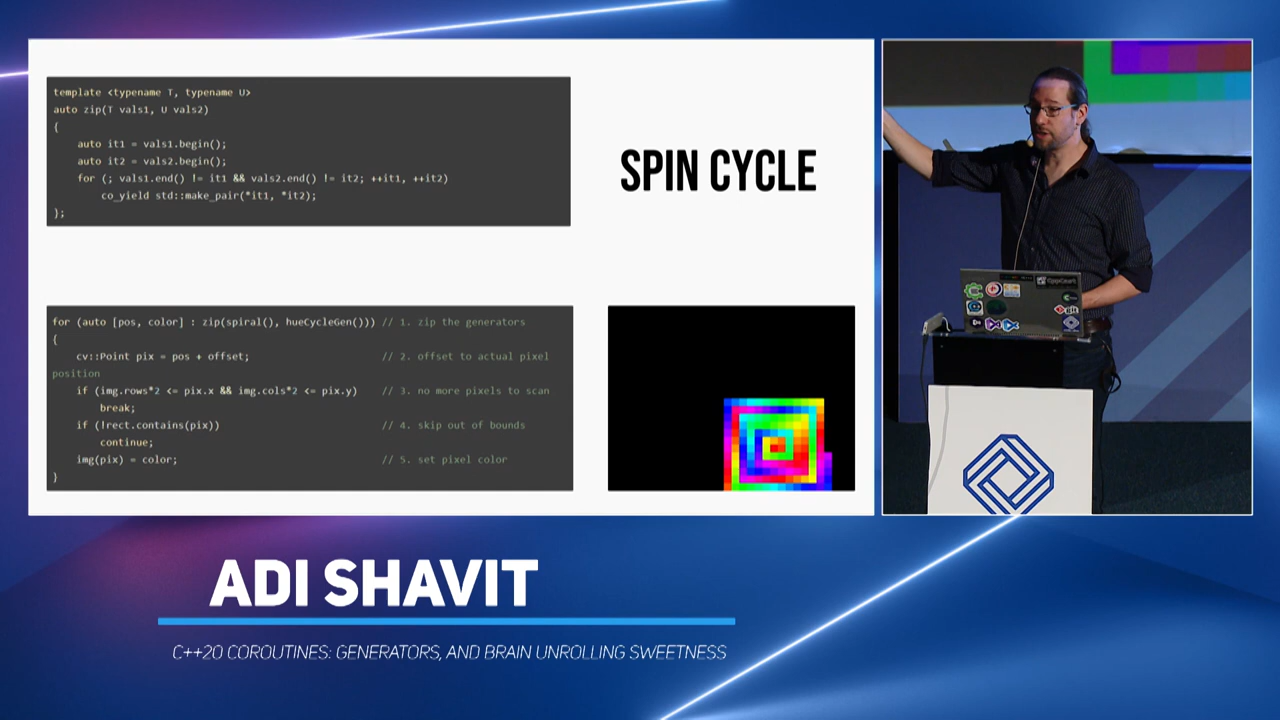 template <typename T, typename U>
auto zip(T vals1, U vals2)
{
    auto it1 = vals1.begin();
    auto it2 = vals2.begin();
    for (; vals1.end() != it1 && vals2.end() != it2; ++it1, ++it2)
        co_yield std::make_pair(*it1, *it2);
};
SPIN CYCLE
for (auto [pos, color] : zip(spiral(), hueCycleGen())) // 1. zip the generators
{
    cv::Point pix = pos + offset; // 2. offset to actual pixel
position
    if (img.rows*2 <= pix.x && img.cols*2 <= pix.y) // 3. no more pixels to scan
        break;
    if (!rect.contains(pix)) // 4. skip out of bounds
        continue;
    img(pix) = color; // 5. set pixel color
}
ADI SHAVIT
C++20 COROUTINES: GENERATORS, AND BRAIN UNROLLING SWEETNESS